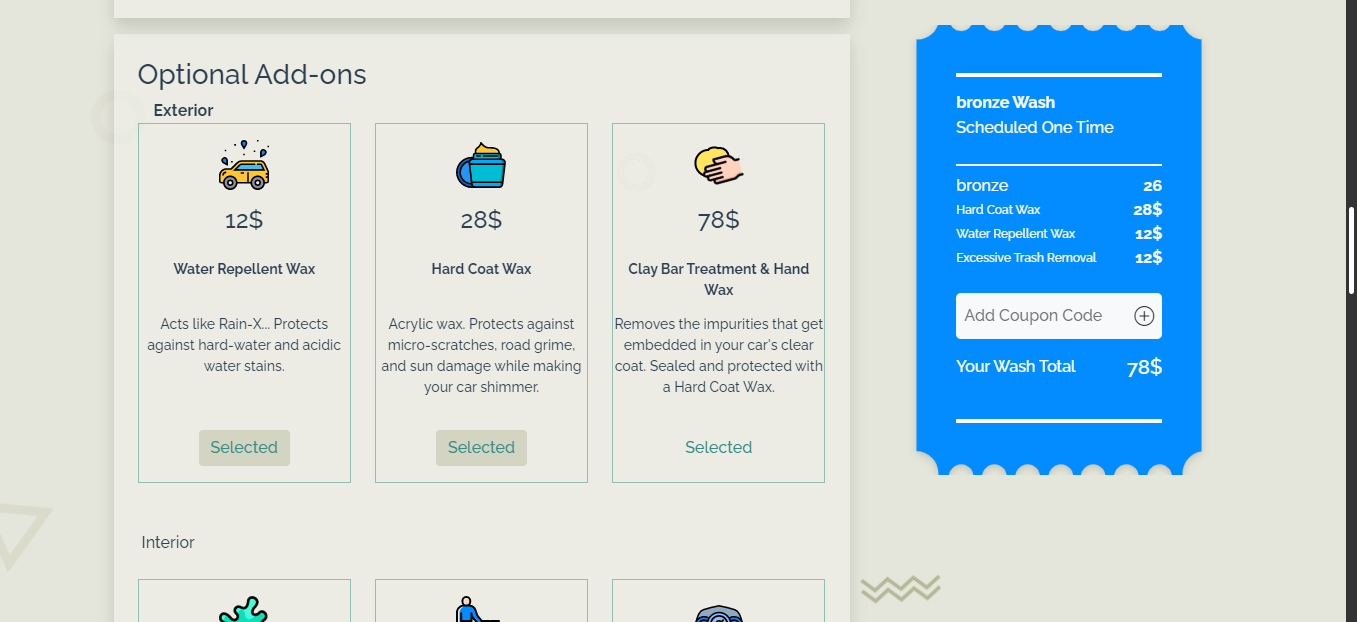 Optional Add-ons
Exterior
12$
Water Repellent Wax
Acts like Rain-X... Protects
against hard-water and acidic
water stains.
Selected
28$
Hard Coat Wax
Acrylic wax. Protects against
micro-scratches, road grime,
and sun damage while making
your car shimmer.
Selected
78$
Clay Bar Treatment & Hand
Wax
Removes the impurities that get
embedded in your car's clear
coat. Sealed and protected with
a Hard Coat Wax.
Selected
Interior
bronze Wash
Scheduled One Time
bronze 26
Hard Coat Wax 28$
Water Repellent Wax 12$
Excessive Trash Removal 12$
Add Coupon Code
Your Wash Total 78$